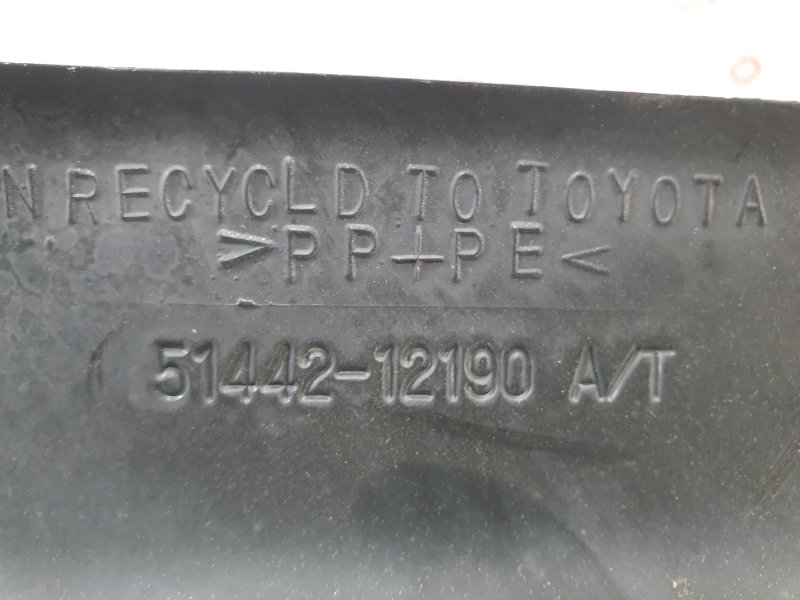 N RECYCLD TO TOYOTA
>PP+PE<
51442-12190 A/T